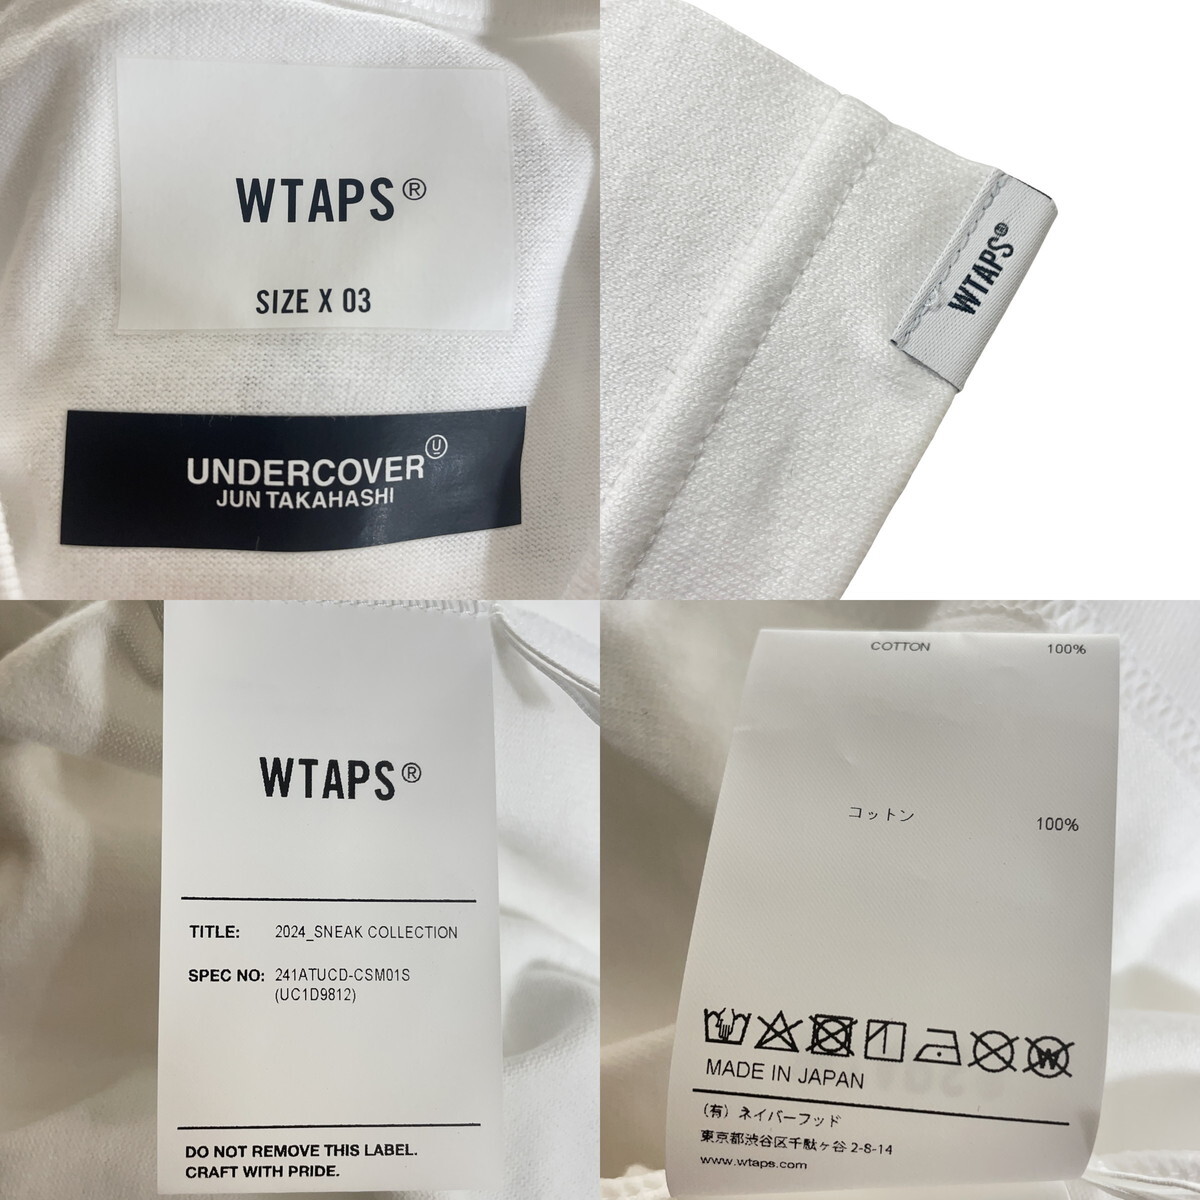 WTAPS®
SIZE X 03
UNDERCOVER Ⓤ
JUN TAKAHASHI
WTAPS®
WTAPS®
TITLE: 2024_SNEAK COLLECTION
SPEC NO: 241ATUCD-CSM01S
(UC1D9812)
DO NOT REMOVE THIS LABEL.
CRAFT WITH PRIDE.
COTTON 100%
コットン 100%
W
MADE IN JAPAN
(有) ネイバーフッド
東京都渋谷区千駄ヶ谷 2-8-14
www.wtaps.com